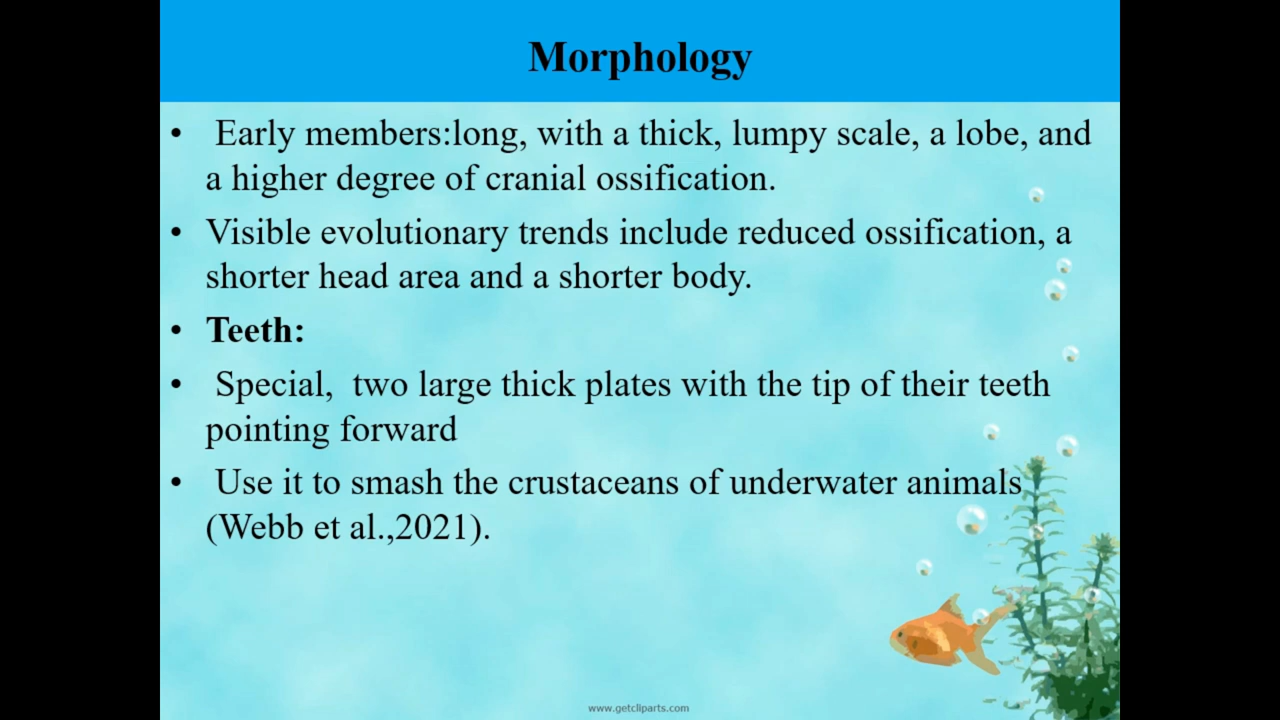 Morphology
• Early members:long, with a thick, lumpy scale, a lobe, and
a higher degree of cranial ossification.
• Visible evolutionary trends include reduced ossification, a
shorter head area and a shorter body.
• Teeth:
• Special, two large thick plates with the tip of their teeth
pointing forward
• Use it to smash the crustaceans of underwater animals
(Webb et al.,2021).
www.getcliparts.com